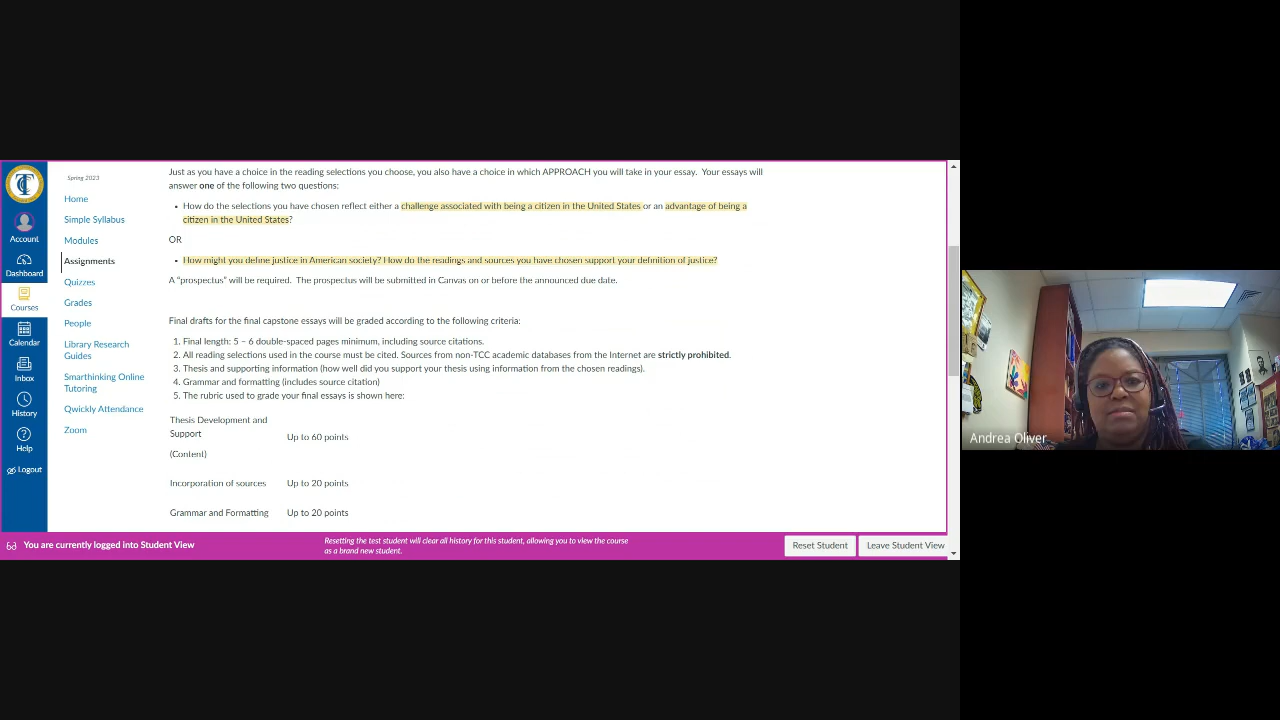 Spring 2023
Home
Simple Syllabus
Modules
Assignments
Quizzes
Grades
People
Library Research
Guides
Smarthinking Online
Tutoring
Qwickly Attendance
Zoom
Account
Dashboard
Courses
Calendar
Inbox
History
Help
Logout
Just as you have a choice in the reading selections you choose, you also have a choice in which APPROACH you will take in your essay. Your essays will
answer one of the following two questions:
• How do the selections you have chosen reflect either a challenge associated with being a citizen in the United States or an advantage of being a
citizen in the United States?
OR
• How might you define justice in American society? How do the readings and sources you have chosen support your definition of justice?
A "prospectus" will be required. The prospectus will be submitted in Canvas on or before the announced due date.
Final drafts for the final capstone essays will be graded according to the following criteria:
1. Final length: 5 – 6 double-spaced pages minimum, including source citations.
2. All reading selections used in the course must be cited. Sources from non-TCC academic databases from the Internet are strictly prohibited.
3. Thesis and supporting information (how well did you support your thesis using information from the chosen readings).
4. Grammar and formatting (includes source citation)
5. The rubric used to grade your final essays is shown here:
Thesis Development and
Support
(Content)
Up to 60 points
Incorporation of sources Up to 20 points
Grammar and Formatting Up to 20 points
You are currently logged into Student View
Resetting the test student will clear all history for this student, allowing you to view the course
as a brand new student.
Reset Student
Leave Student View
Andrea Oliver